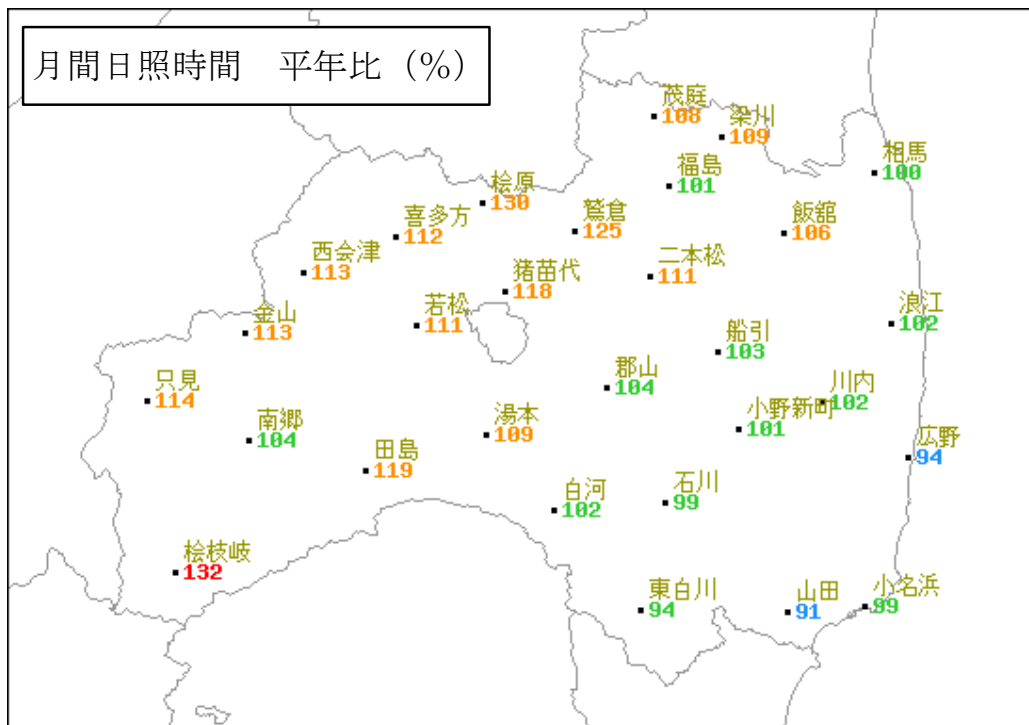 月間日照時間　平年比（%）
茂庭
108
梁川
109
相馬
100
福島
101
桧原
130
鷲倉
125
飯舘
106
喜多方
112
西会津
113
猪苗代
118
二本松
111
金山
113
若松
111
浪江
102
船引
103
只見
114
郡山
104
川内
102
南郷
104
湯本
109
小野新町
101
広野
94
田島
119
白河
102
石川
99
桧枝岐
132
東白川
94
山田
91
小名浜
99